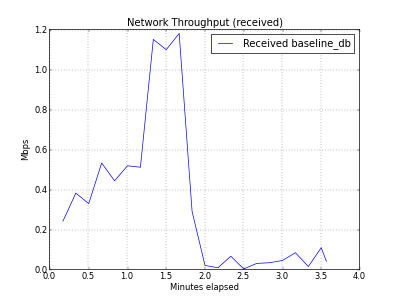 Network Throughput (received)
Received baseline_db
Mbps
1.2
1.0
0.8
0.6
0.4
0.2
0.0
0.0 0.5 1.0 1.5 2.0 2.5 3.0 3.5 4.0
Minutes elapsed